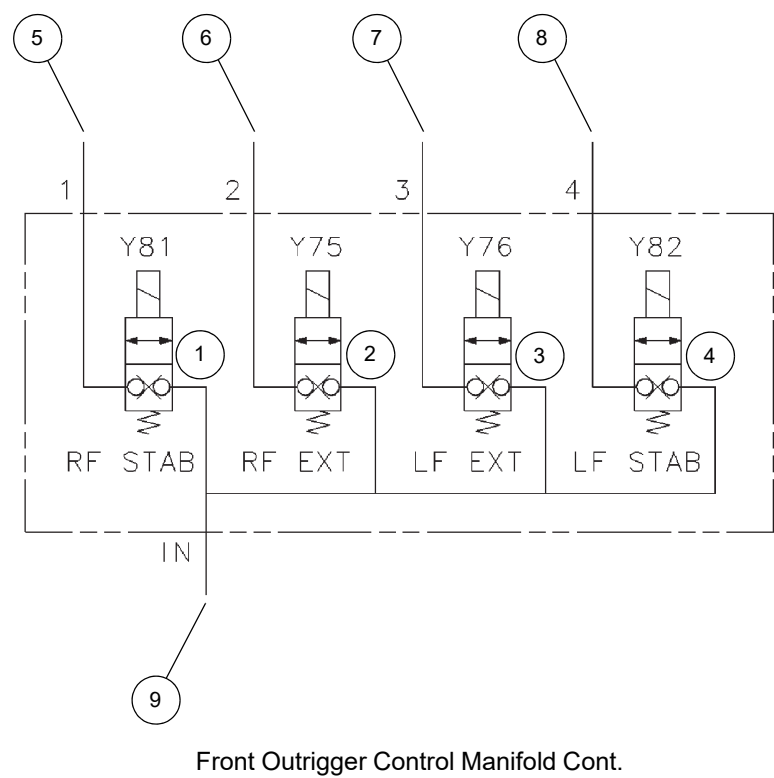 5 6 7 8
1 2 3 4
Y81 Y75 Y76 Y82
1 2 3 4
RF STAB RF EXT LF EXT LF STAB
IN
9
Front Outrigger Control Manifold Cont.